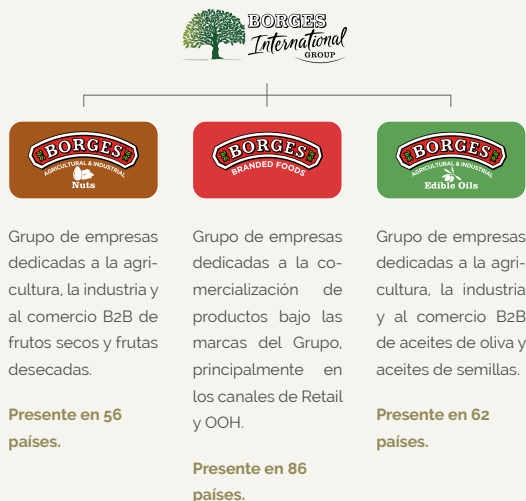 BORGES
International
GROUP
BORGES
AGRICULTURAL & INDUSTRIAL
Nuts
Grupo de empresas
dedicadas a la agri-
cultura, la industria y
al comercio B2B de
frutos secos y frutas
desecadas.
Presente en 56
países.
BORGES
BRANDED FOODS
Grupo de empresas
dedicadas a la co-
mercialización de
productos bajo las
marcas del Grupo,
principalmente en
los canales de Retail
y OOH.
Presente en 86
países.
BORGES
AGRICULTURAL & INDUSTRIAL
Edible Oils
Grupo de empresas
dedicadas a la agri-
cultura, la industria
y al comercio B2B
de aceites de oliva y
aceites de semillas.
Presente en 62
países.